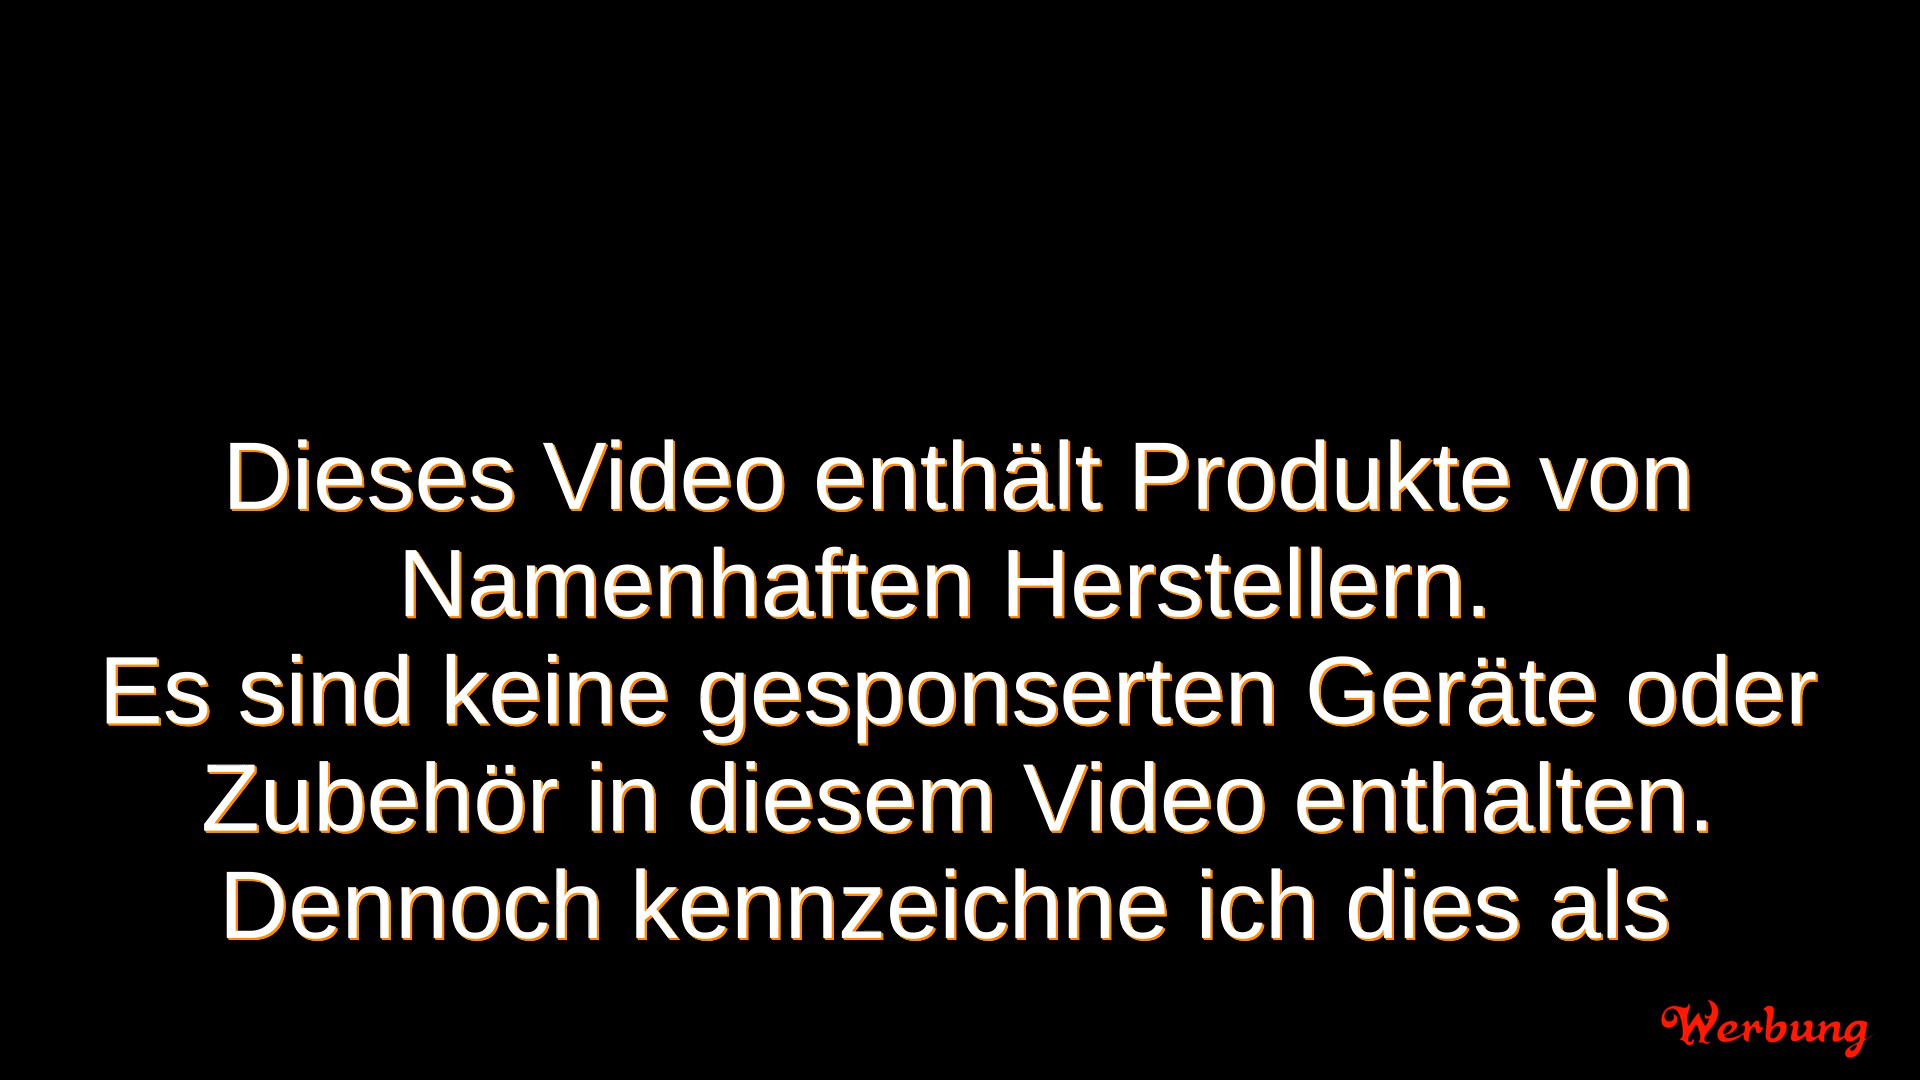 Dieses Video enthält Produkte von
Namenhaften Herstellern.
Es sind keine gesponserten Geräte oder
Zubehör in diesem Video enthalten.
Dennoch kennzeichne ich dies als
Werbung